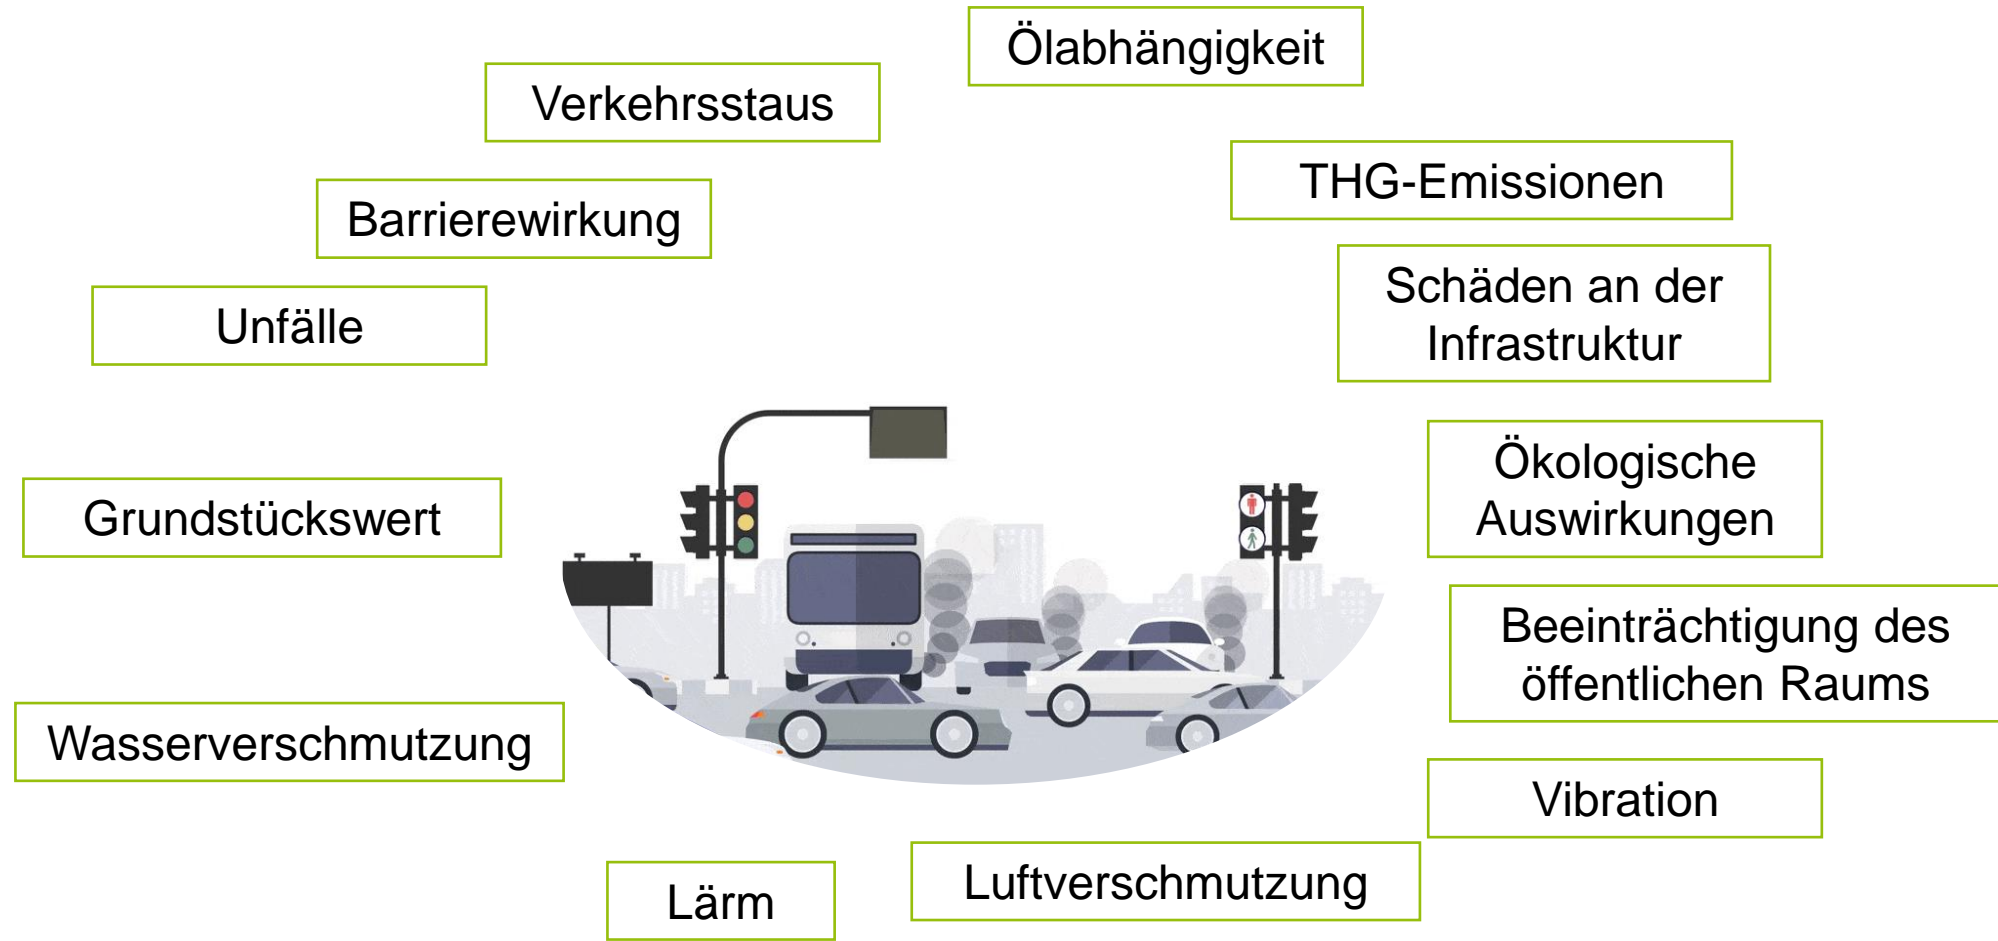 Ölabhängigkeit
Verkehrsstaus
THG-Emissionen
Barrierewirkung
Schäden an der
Infrastruktur
Unfälle
Ökologische
Auswirkungen
Grundstückswert
Beeinträchtigung des
öffentlichen Raums
Wasserverschmutzung
Vibration
Luftverschmutzung
Lärm